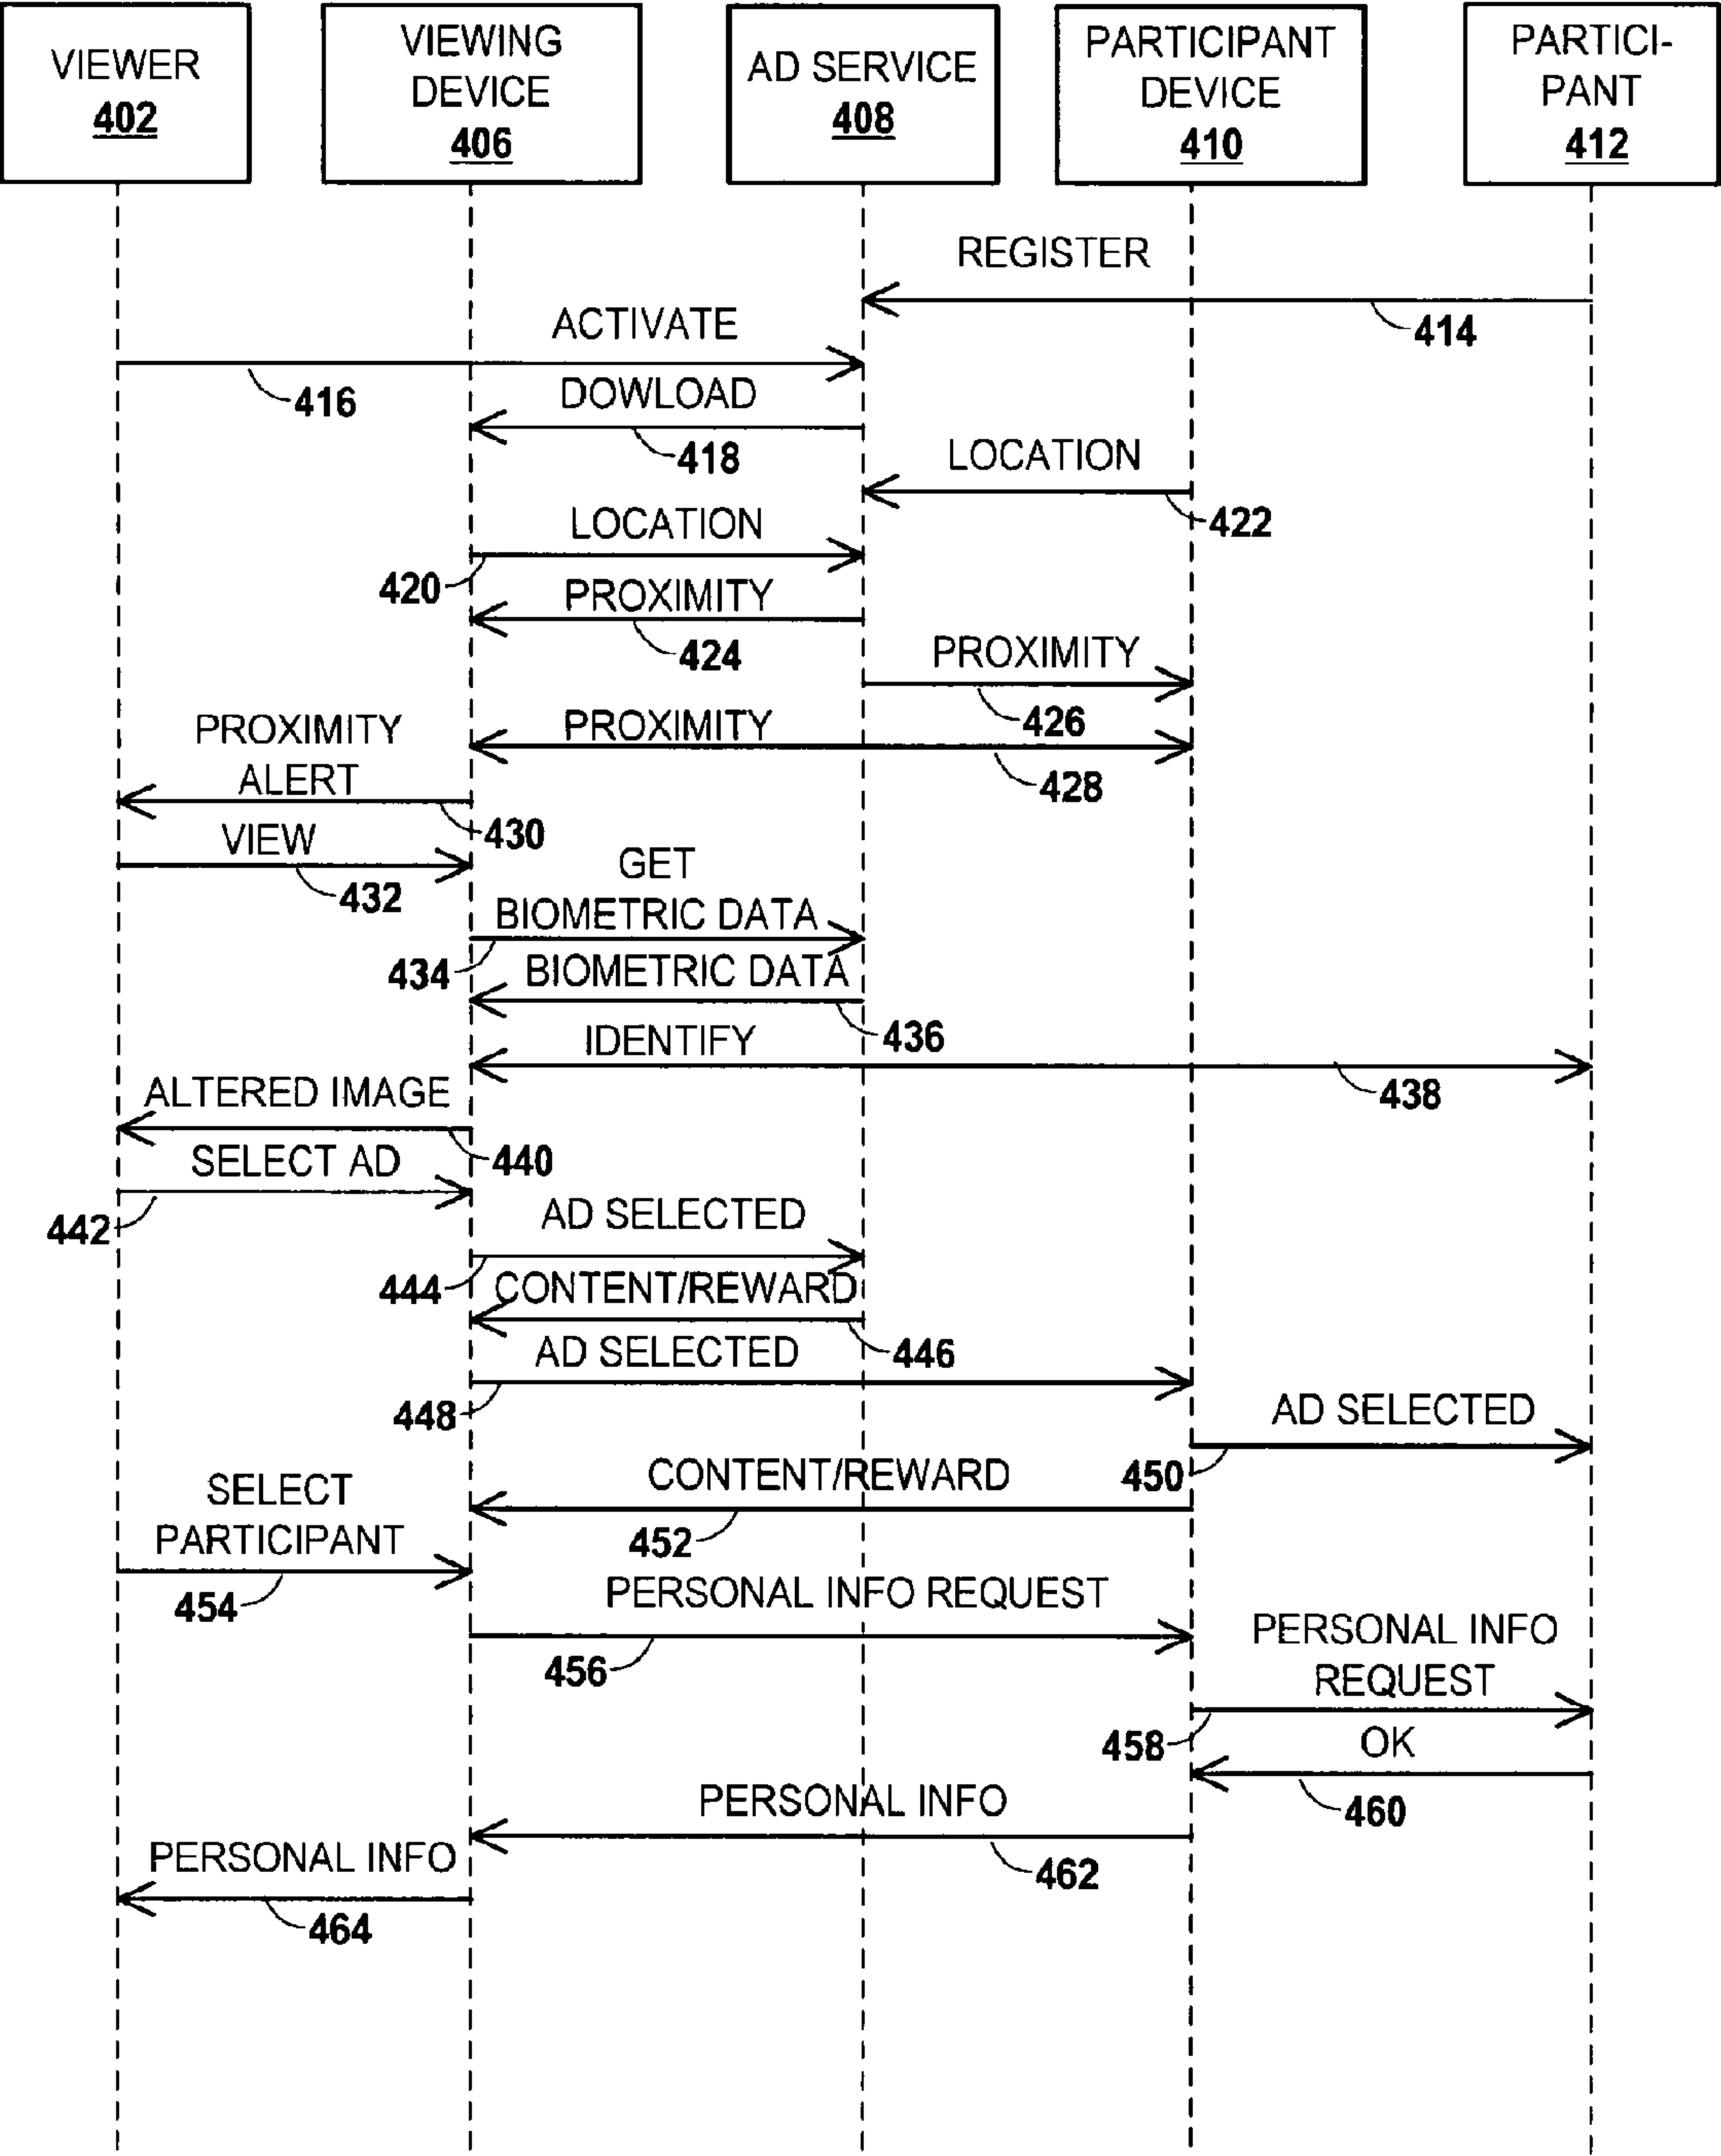 VIEWER
402
VIEWING
DEVICE
406
AD SERVICE
408
PARTICIPANT
DEVICE
410
PARTICI-
PANT
412
REGISTER
414
ACTIVATE
416
DOWLOAD
418
LOCATION
422
LOCATION
420
PROXIMITY
424
PROXIMITY
426
PROXIMITY
428
PROXIMITY
ALERT
430
VIEW
432
GET
BIOMETRIC DATA
434
BIOMETRIC DATA
436
IDENTIFY
438
ALTERED IMAGE
440
SELECT AD
442
AD SELECTED
444
CONTENT/REWARD
446
AD SELECTED
448
AD SELECTED
450
CONTENT/REWARD
452
SELECT
PARTICIPANT
454
PERSONAL INFO REQUEST
456
PERSONAL INFO
REQUEST
458
OK
460
PERSONAL INFO
462
PERSONAL INFO
464